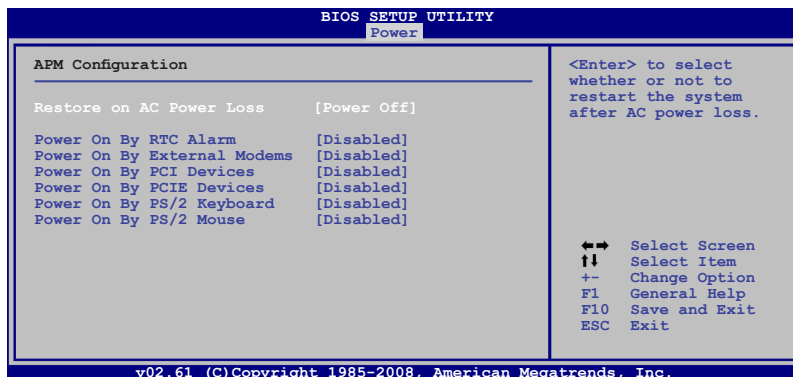 BIOS SETUP UTILITY
Power
APM Configuration
Restore on AC Power Loss [Power Off]
Power On By RTC Alarm [Disabled]
Power On By External Modems [Disabled]
Power On By PCI Devices [Disabled]
Power On By PCIE Devices [Disabled]
Power On By PS/2 Keyboard [Disabled]
Power On By PS/2 Mouse [Disabled]
<Enter> to select
whether or not to
restart the system
after AC power loss.
←→ Select Screen
↑↓ Select Item
+- Change Option
F1 General Help
F10 Save and Exit
ESC Exit
v02.61 (C)Copyright 1985-2008, American Megatrends, Inc.